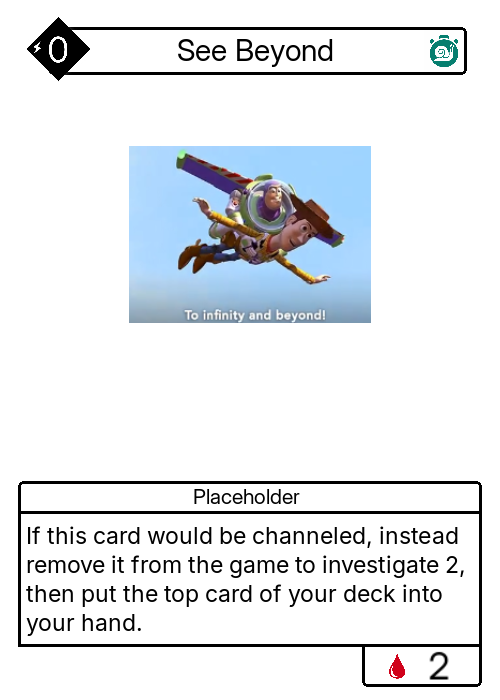 0
See Beyond
To infinity and beyond!
Placeholder
If this card would be channeled, instead
remove it from the game to investigate 2,
then put the top card of your deck into
your hand.
2